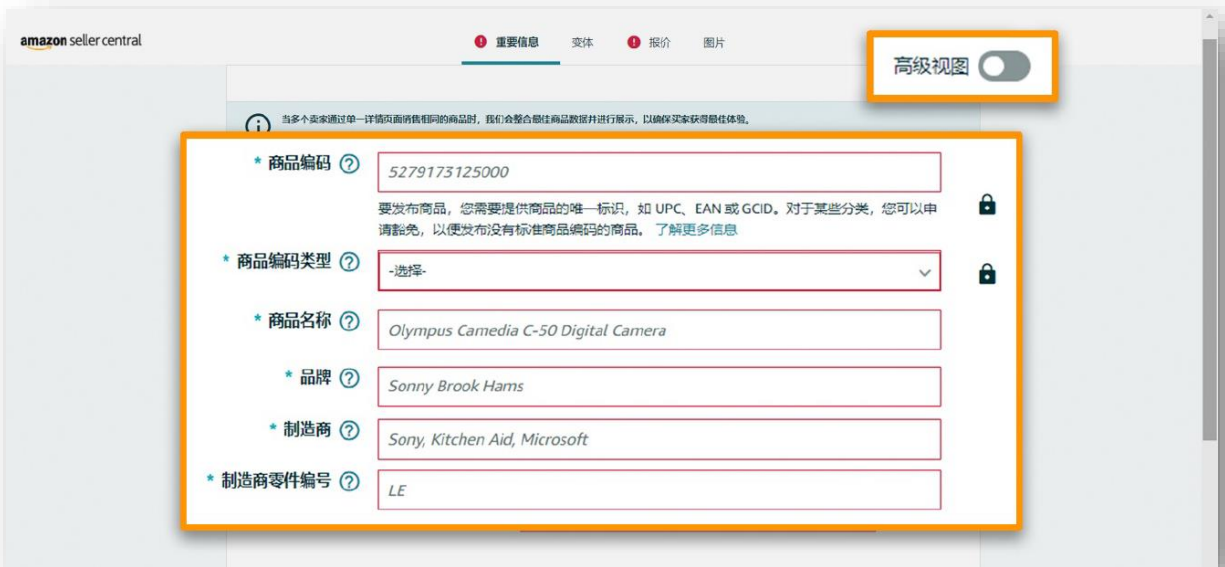 amazon seller central
重要信息 变体 报价 图片
高级视图
当多个卖家通过单一详情页面销售相同的商品时，我们会整合最佳商品数据并进行展示，以确保买家获得最佳体验。
* 商品编码 5279173125000
要发布商品，您需要提供商品的唯一标识，如 UPC、EAN 或 GCID。对于某些分类，您可以申
请豁免，以便发布没有标准商品编码的商品。 了解更多信息
* 商品编码类型 -选择-
* 商品名称 Olympus Camedia C-50 Digital Camera
* 品牌 Sonny Brook Hams
* 制造商 Sony, Kitchen Aid, Microsoft
* 制造商零件编号 LE